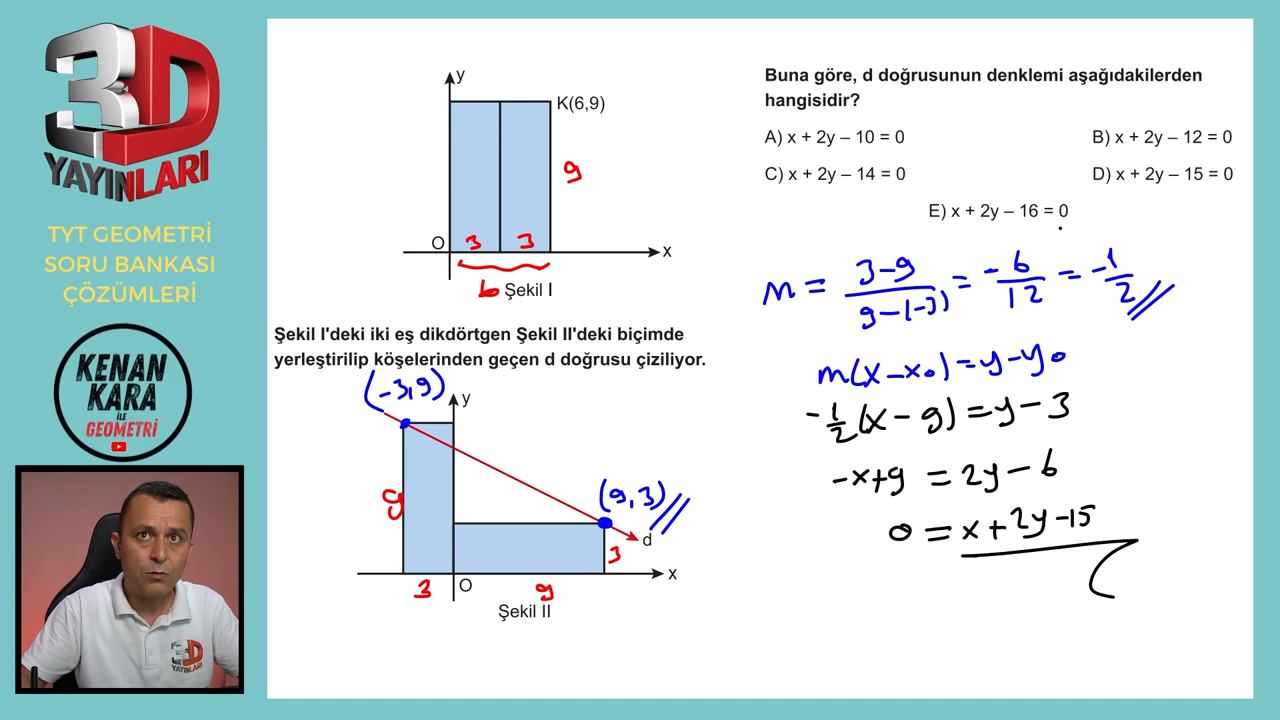 3D
YAYINLARI
TYT GEOMETRİ
SORU BANKASI
ÇÖZÜMLERİ
KENAN
KARA
İLE
GEOMETRİ
3D
YAYINLARI
y
K(6,9)
9
O
3 3
x
6
Şekil I
Şekil I'deki iki eş dikdörtgen Şekil II'deki biçimde
yerleştirilip köşelerinden geçen d doğrusu çiziliyor.
(-3,9)
y
9
(9,3)
d
3
x
3
O
9
Şekil II
Buna göre, d doğrusunun denklemi aşağıdakilerden
hangisidir?
A) x + 2y – 10 = 0
B) x + 2y – 12 = 0
C) x + 2y – 14 = 0
D) x + 2y – 15 = 0
E) x + 2y – 16 = 0
m = 3-9 / 9-(-3) = -6/12 = -1/2
m(x-x0) = y-y0
-1/2(x-9) = y-3
-x+9 = 2y-6
0 = x+2y-15